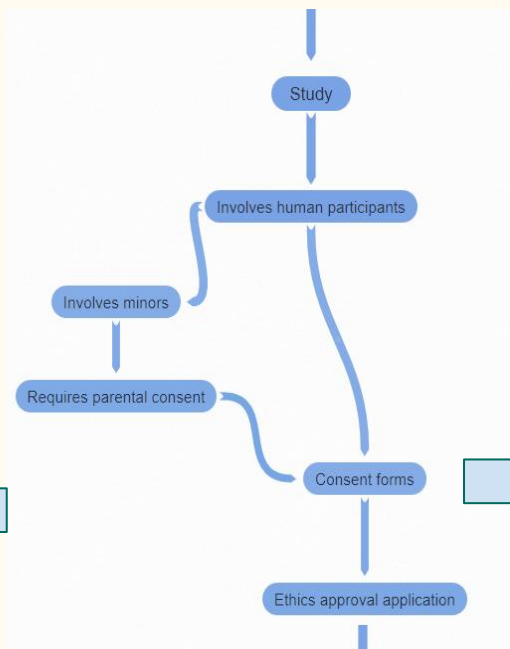 Study
Involves human participants
Involves minors
Requires parental consent
Consent forms
Ethics approval application